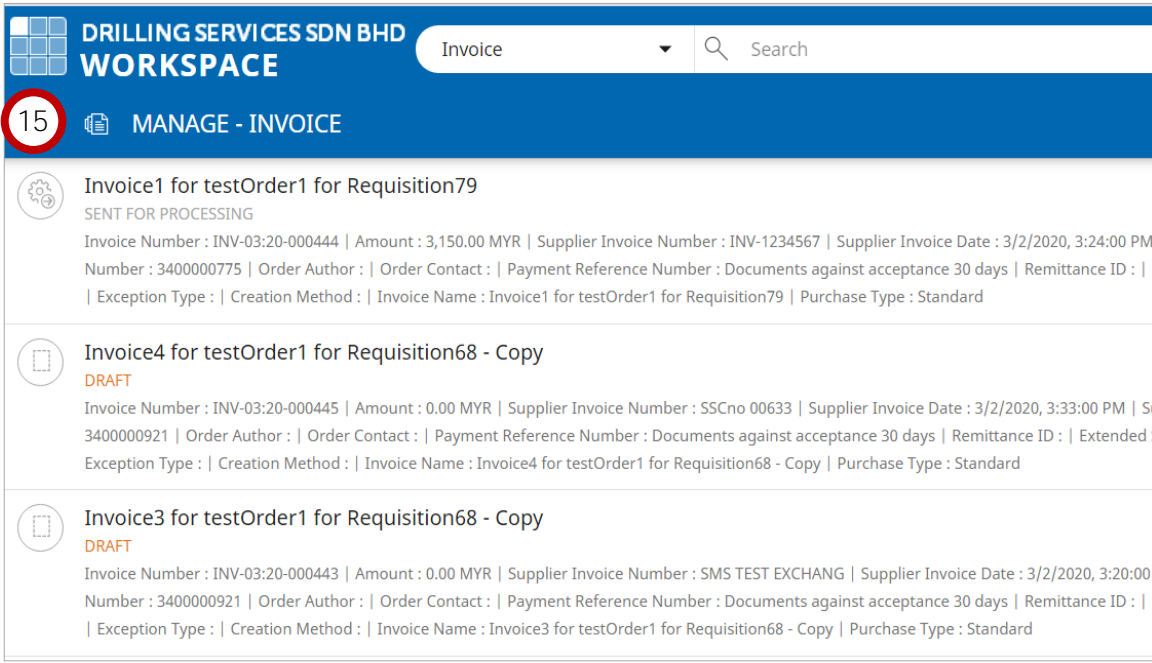 DRILLING SERVICES SDN BHD
WORKSPACE
Invoice
Search
15
MANAGE - INVOICE
Invoice1 for testOrder1 for Requisition79
SENT FOR PROCESSING
Invoice Number : INV-03:20-000444 | Amount : 3,150.00 MYR | Supplier Invoice Number : INV-1234567 | Supplier Invoice Date : 3/2/2020, 3:24:00 PM
Number : 3400000775 | Order Author : | Order Contact : | Payment Reference Number : Documents against acceptance 30 days | Remittance ID : |
| Exception Type : | Creation Method : | Invoice Name : Invoice1 for testOrder1 for Requisition79 | Purchase Type : Standard
Invoice4 for testOrder1 for Requisition68 - Copy
DRAFT
Invoice Number : INV-03:20-000445 | Amount : 0.00 MYR | Supplier Invoice Number : SSCno 00633 | Supplier Invoice Date : 3/2/2020, 3:33:00 PM |
3400000921 | Order Author : | Order Contact : | Payment Reference Number : Documents against acceptance 30 days | Remittance ID : | Extended
Exception Type : | Creation Method : | Invoice Name : Invoice4 for testOrder1 for Requisition68 - Copy | Purchase Type : Standard
Invoice3 for testOrder1 for Requisition68 - Copy
DRAFT
Invoice Number : INV-03:20-000443 | Amount : 0.00 MYR | Supplier Invoice Number : SMS TEST EXCHANG | Supplier Invoice Date : 3/2/2020, 3:20:00
Number : 3400000921 | Order Author : | Order Contact : | Payment Reference Number : Documents against acceptance 30 days | Remittance ID : |
| Exception Type : | Creation Method : | Invoice Name : Invoice3 for testOrder1 for Requisition68 - Copy | Purchase Type : Standard